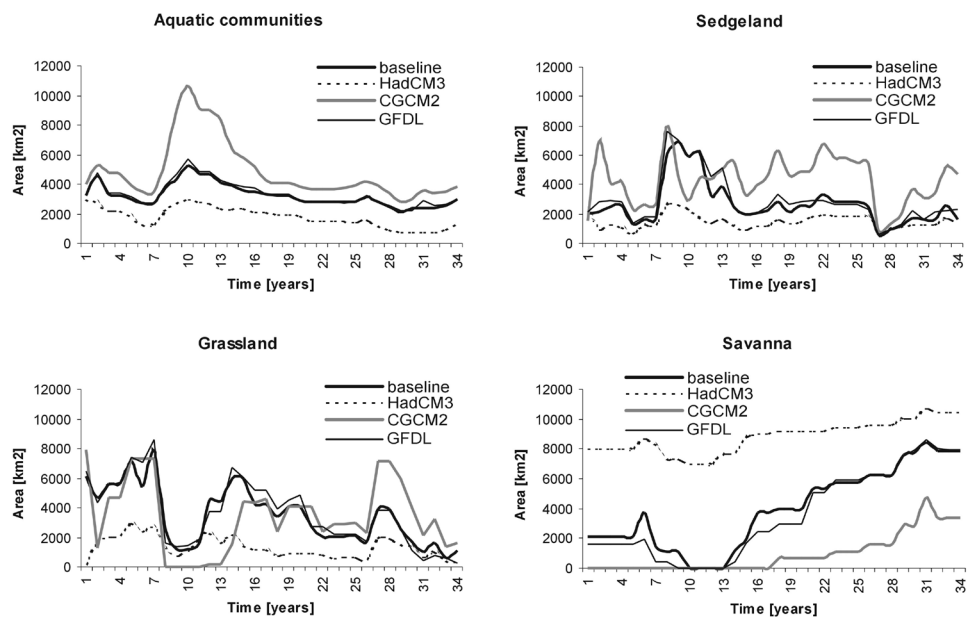 Aquatic communities
12000
10000
8000
6000
4000
2000
0
Area [km2]
baseline
HadCM3
CGCM2
GFDL
1 4 7 10 13 16 19 22 25 28 31 34
Time [years]
Sedgeland
12000
10000
8000
6000
4000
2000
0
Area [km2]
baseline
HadCM3
CGCM2
GFDL
1 4 7 10 13 16 19 22 25 28 31 34
Time [years]
Grassland
12000
10000
8000
6000
4000
2000
0
Area [km2]
baseline
HadCM3
CGCM2
GFDL
1 4 7 10 13 16 19 22 25 28 31 34
Time [years]
Savanna
12000
10000
8000
6000
4000
2000
0
Area [km2]
baseline
HadCM3
CGCM2
GFDL
1 4 7 10 13 16 19 22 25 28 31 34
Time [years]